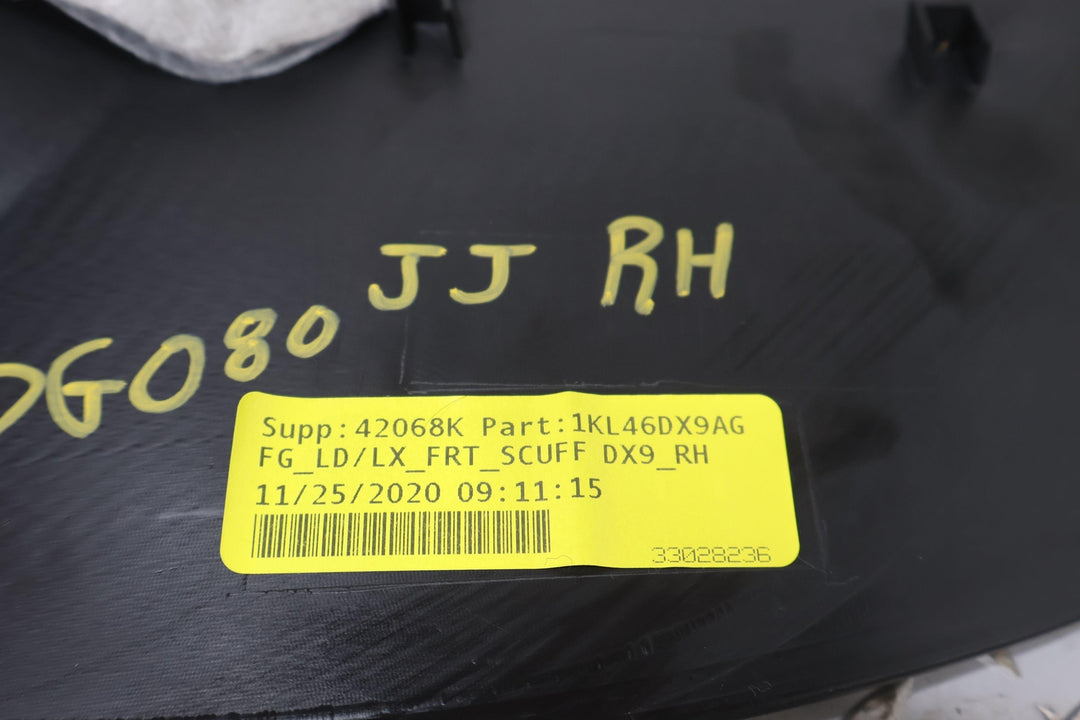 JJ RH
DG080
Supp:42068K Part:1KL46DX9AG
FG_LD/LX_FRT_SCUFF DX9_RH
11/25/2020 09:11:15
33028236